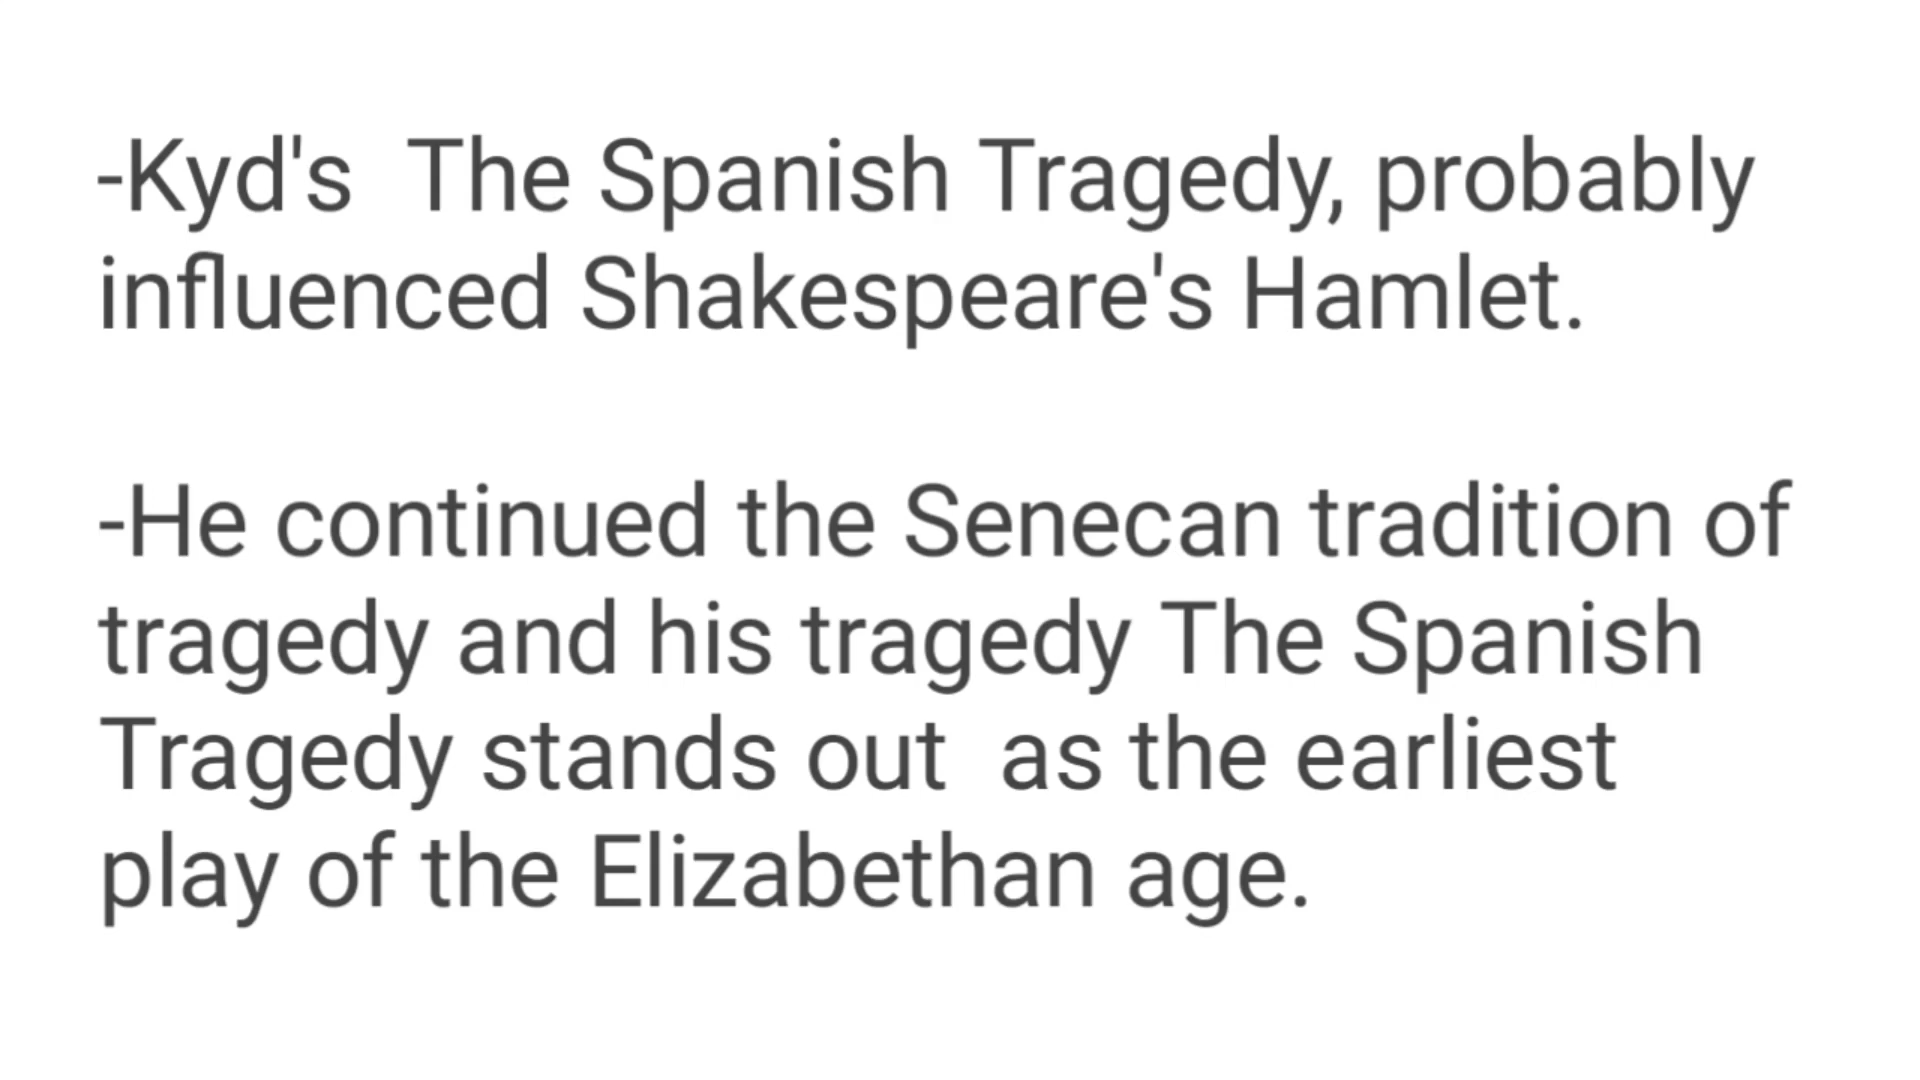 -Kyd's  The Spanish Tragedy, probably
influenced Shakespeare's Hamlet.
-He continued the Senecan tradition of
tragedy and his tragedy The Spanish
Tragedy stands out  as the earliest
play of the Elizabethan age.